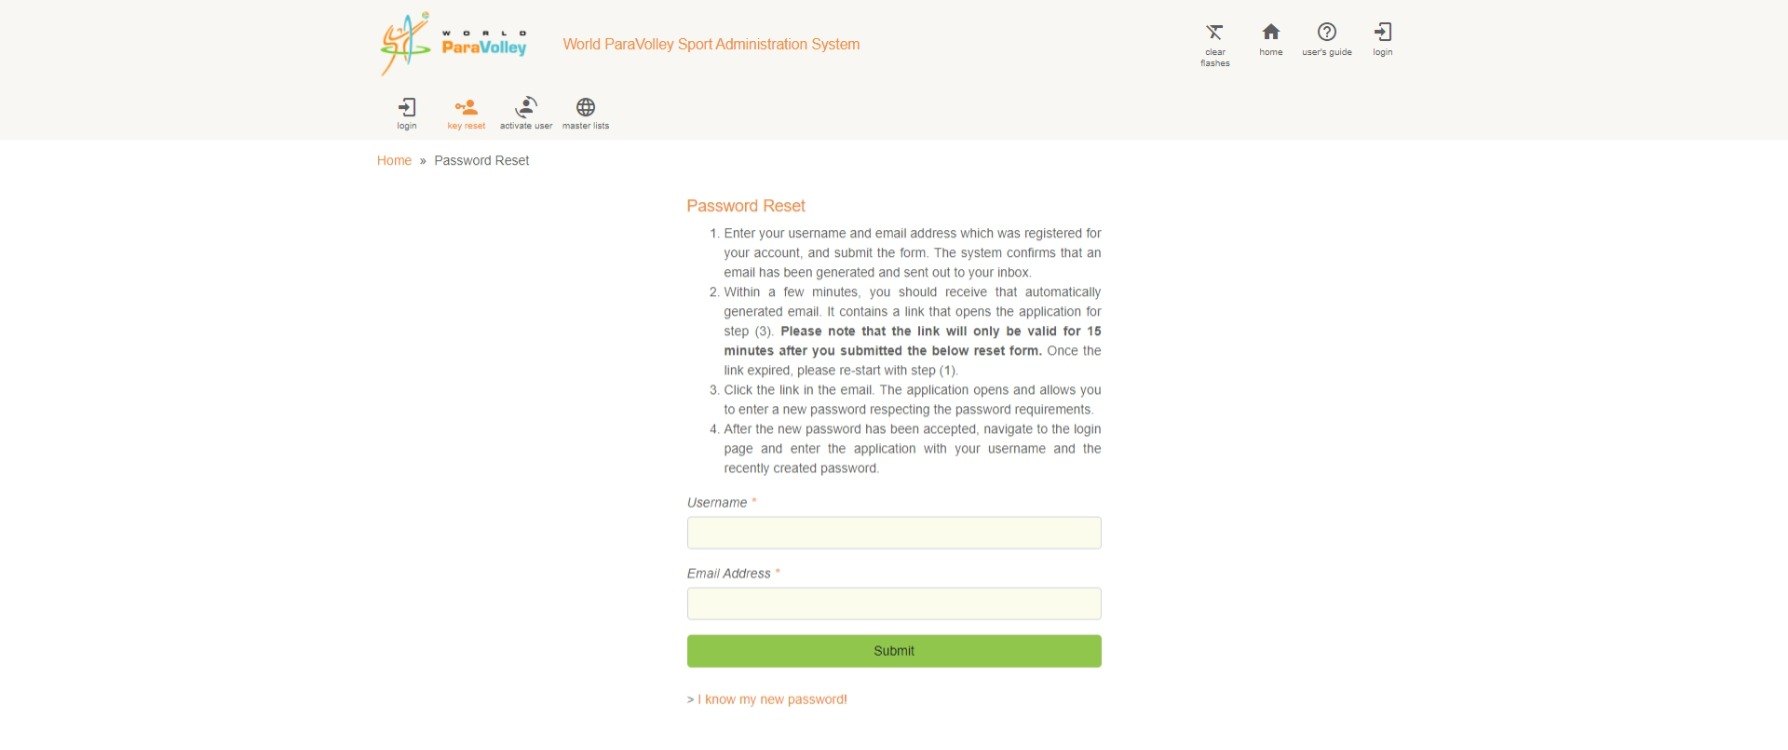 WORLD
ParaVolley
World ParaVolley Sport Administration System
clear
flashes
home
user's guide
login
login
key reset
activate user
master lists
Home » Password Reset
Password Reset
1. Enter your username and email address which was registered for
your account, and submit the form. The system confirms that an
email has been generated and sent out to your inbox.
2. Within a few minutes, you should receive that automatically
generated email. It contains a link that opens the application for
step (3). Please note that the link will only be valid for 15
minutes after you submitted the below reset form. Once the
link expired, please re-start with step (1).
3. Click the link in the email. The application opens and allows you
to enter a new password respecting the password requirements.
4. After the new password has been accepted, navigate to the login
page and enter the application with your username and the
recently created password.
Username *
Email Address *
Submit
> I know my new password!